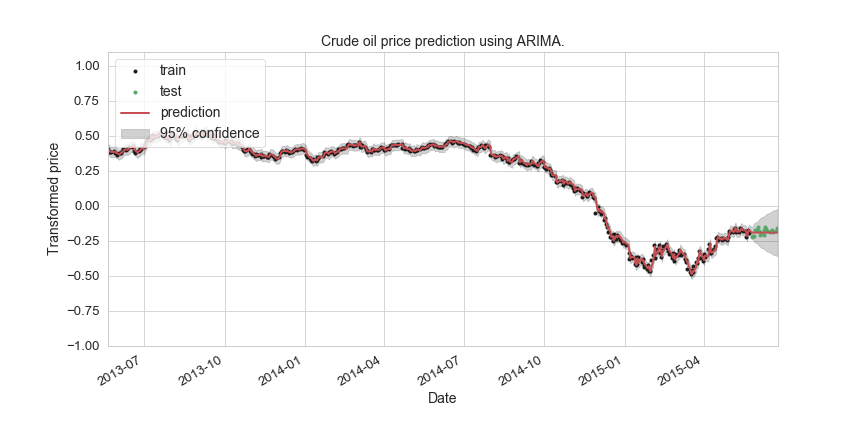 Crude oil price prediction using ARIMA.
1.00
0.75
0.50
0.25
0.00
−0.25
−0.50
−0.75
−1.00
Transformed price
train
test
prediction
95% confidence
2013-07
2013-10
2014-01
2014-04
2014-07
2014-10
2015-01
2015-04
Date